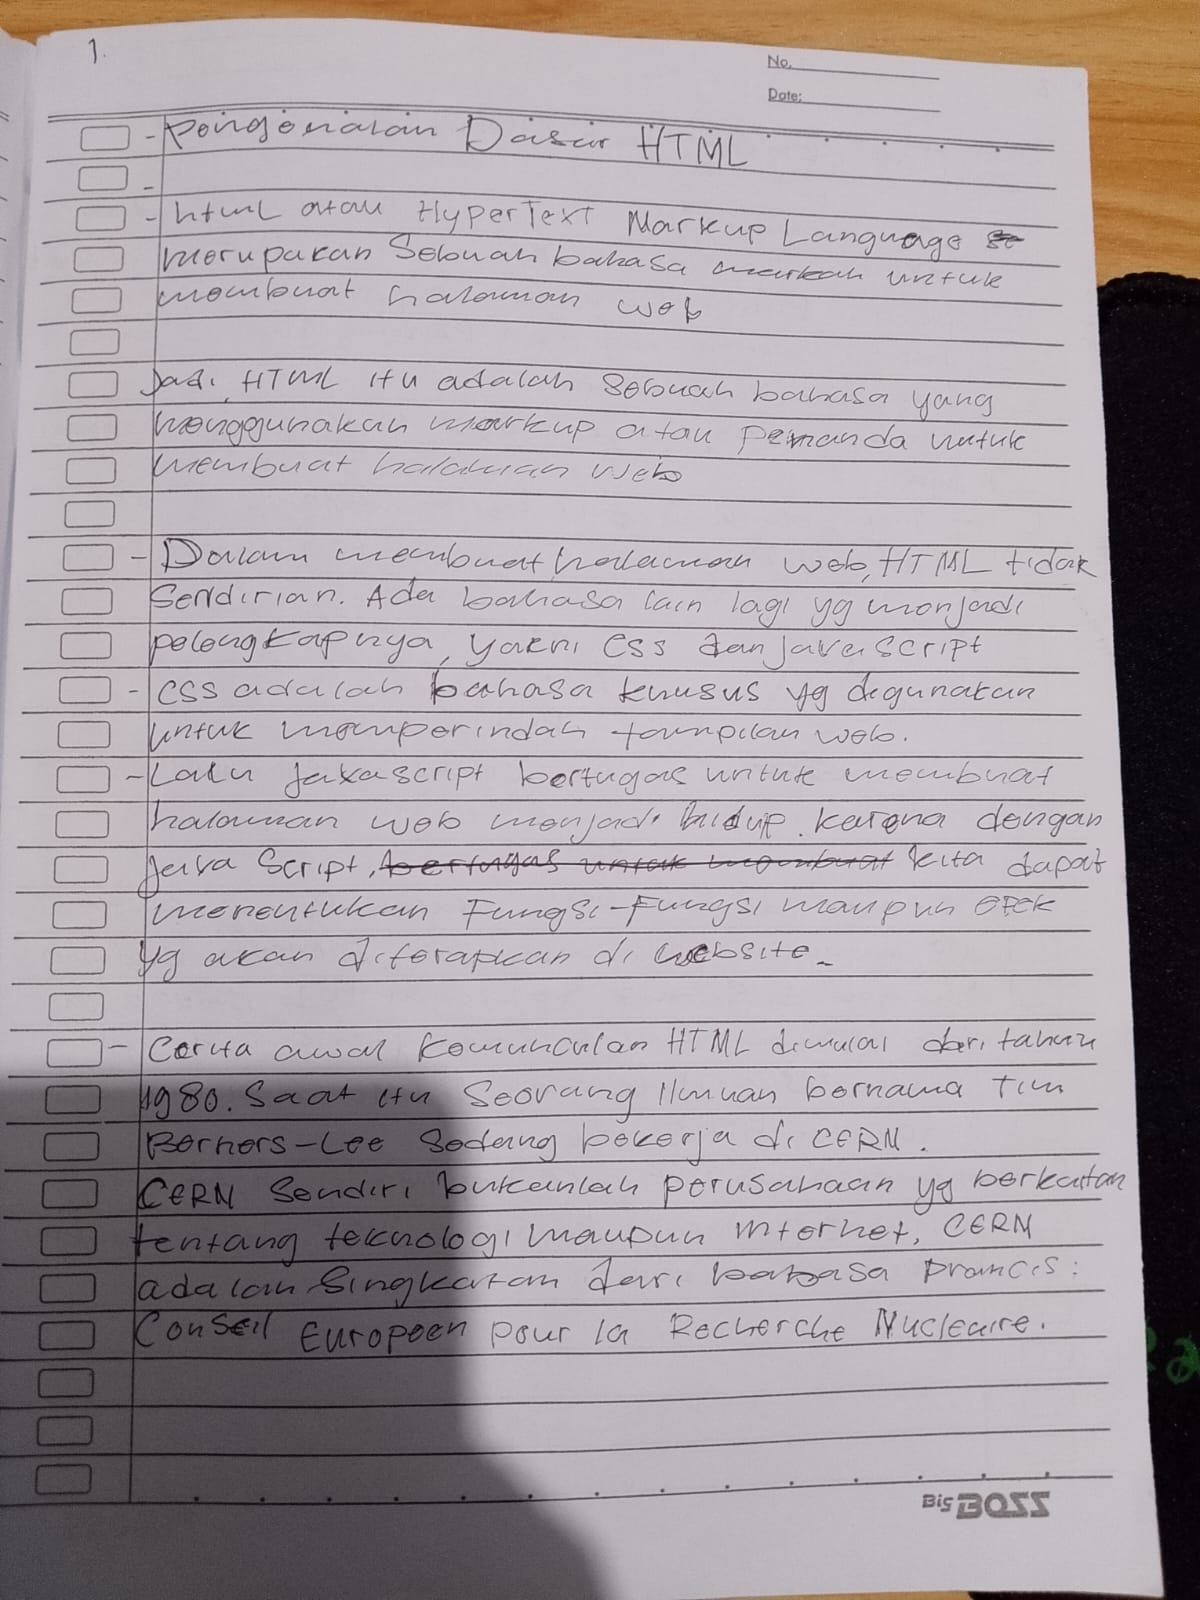 1.
No.
Date:
- Pengenalan Dasar HTML
-
- html atau HyperText Markup Language
merupakan Sebuah bahasa markah untuk
membuat halaman web
Jadi, HTML itu adalah sebuah bahasa yang
menggunakan markup atau penanda untuk
membuat halaman web
- Dalam membuat halaman web, HTML tidak
Sendirian. Ada bahasa lain lagi yg menjadi
pelengkapnya, yakni CSS dan JavaScript
- CSS adalah bahasa khusus yg digunakan
untuk memperindah tampilan web.
- Lalu JavaScript bertugas untuk membuat
halaman web menjadi hidup. karena dengan
Java Script, bertugas untuk membuat kita dapat
menentukan Fungsi-Fungsi maupun efek
yg akan diterapkan di website.
- Cerita awal kemunculan HTML dimulai dari tahun
1980. Saat itu Seorang Ilmuan bernama Tim
Berners-Lee Sedang bekerja di CERN.
CERN Sendiri bukanlah perusahaan yg berkaitan
tentang teknologi maupun internet, CERN
adalah Singkatan dari bahasa prancis:
Conseil Europeen pour la Recherche Nucleaire.
Big BOSS